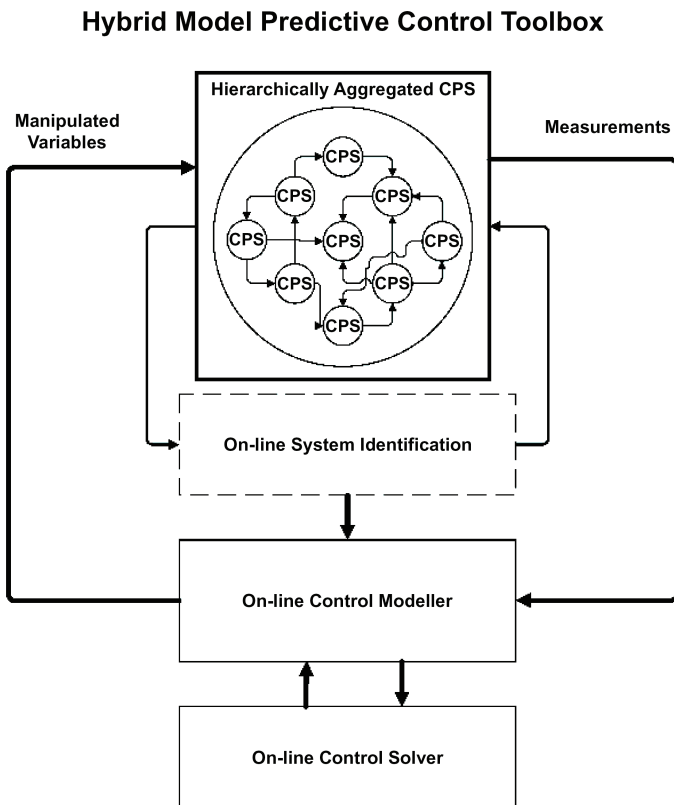 Hybrid Model Predictive Control Toolbox
Hierarchically Aggregated CPS
Manipulated
Variables
Measurements
CPS
CPS
CPS
CPS
CPS
CPS
CPS
CPS
CPS
On-line System Identification
On-line Control Modeller
On-line Control Solver